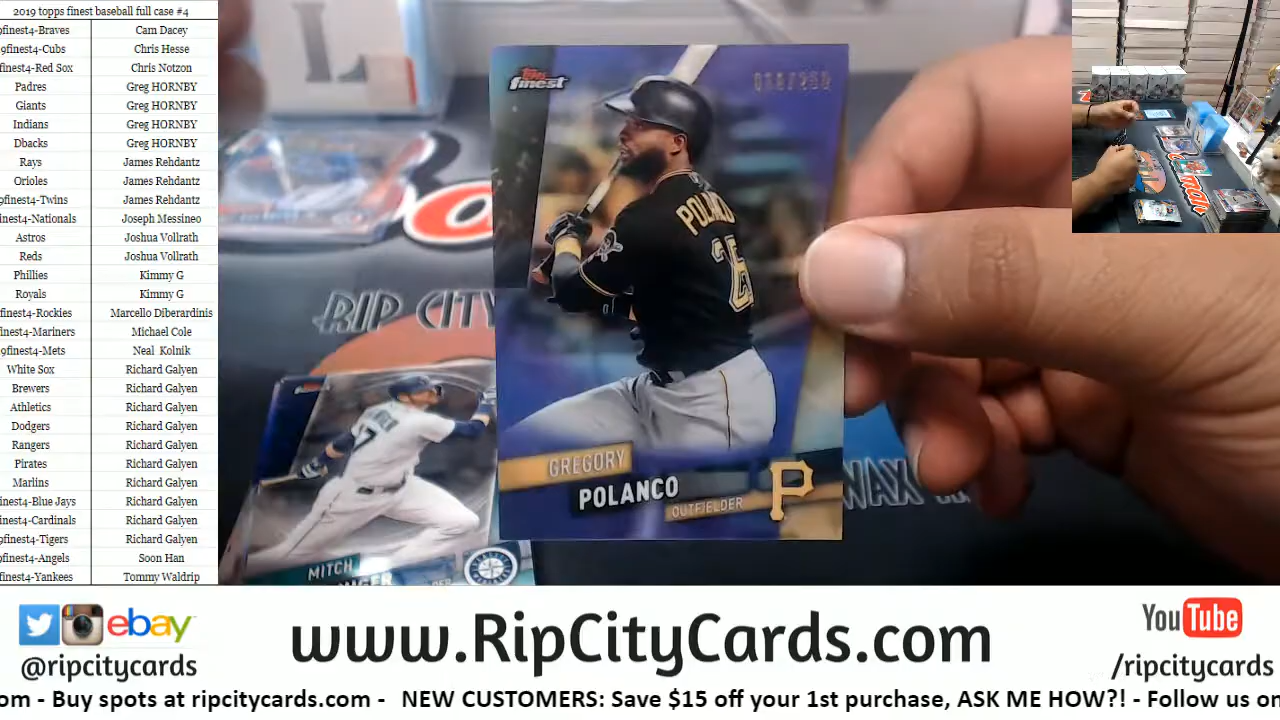 2019 topps finest baseball full case #4
9finest4-Braves Cam Dacey
9finest4-Cubs Chris Hesse
finest4-Red Sox Chris Notzon
Padres Greg HORNBY
Giants Greg HORNBY
Indians Greg HORNBY
Dbacks Greg HORNBY
Rays James Rehdantz
Orioles James Rehdantz
9finest4-Twins James Rehdantz
finest4-Nationals Joseph Messineo
Astros Joshua Vollrath
Reds Joshua Vollrath
Phillies Kimmy G
Royals Kimmy G
finest4-Rockies Marcello Diberardinis
finest4-Mariners Michael Cole
9finest4-Mets Neal Kolnik
White Sox Richard Galyen
Brewers Richard Galyen
Athletics Richard Galyen
Dodgers Richard Galyen
Rangers Richard Galyen
Pirates Richard Galyen
Marlins Richard Galyen
inest4-Blue Jays Richard Galyen
inest4-Cardinals Richard Galyen
finest4-Tigers Richard Galyen
9finest4-Angels Soon Han
finest4-Yankees Tommy Waldrip
Topps
finest
POLANCO
GREGORY
POLANCO
OUTFIELDER
P
RIP CITY
WAX
MITCH
ebay
@ripcitycards
www.RipCityCards.com
YouTube
/ripcitycards
om - Buy spots at ripcitycards.com - NEW CUSTOMERS: Save $15 off your 1st purchase, ASK ME HOW?! - Follow us on